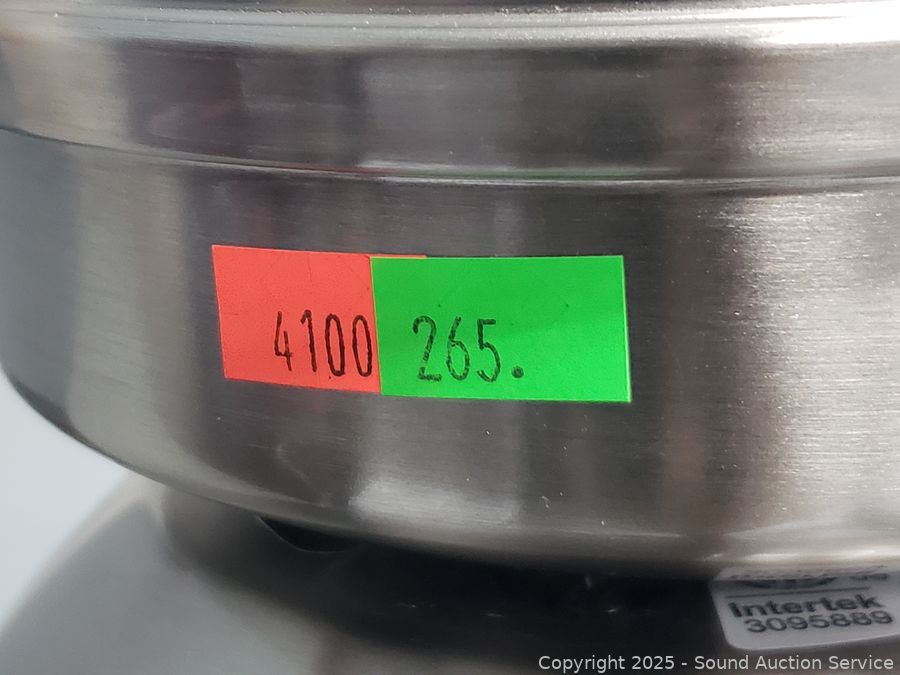 4100 265.
Intertek
3095889
Copyright 2025 - Sound Auction Service